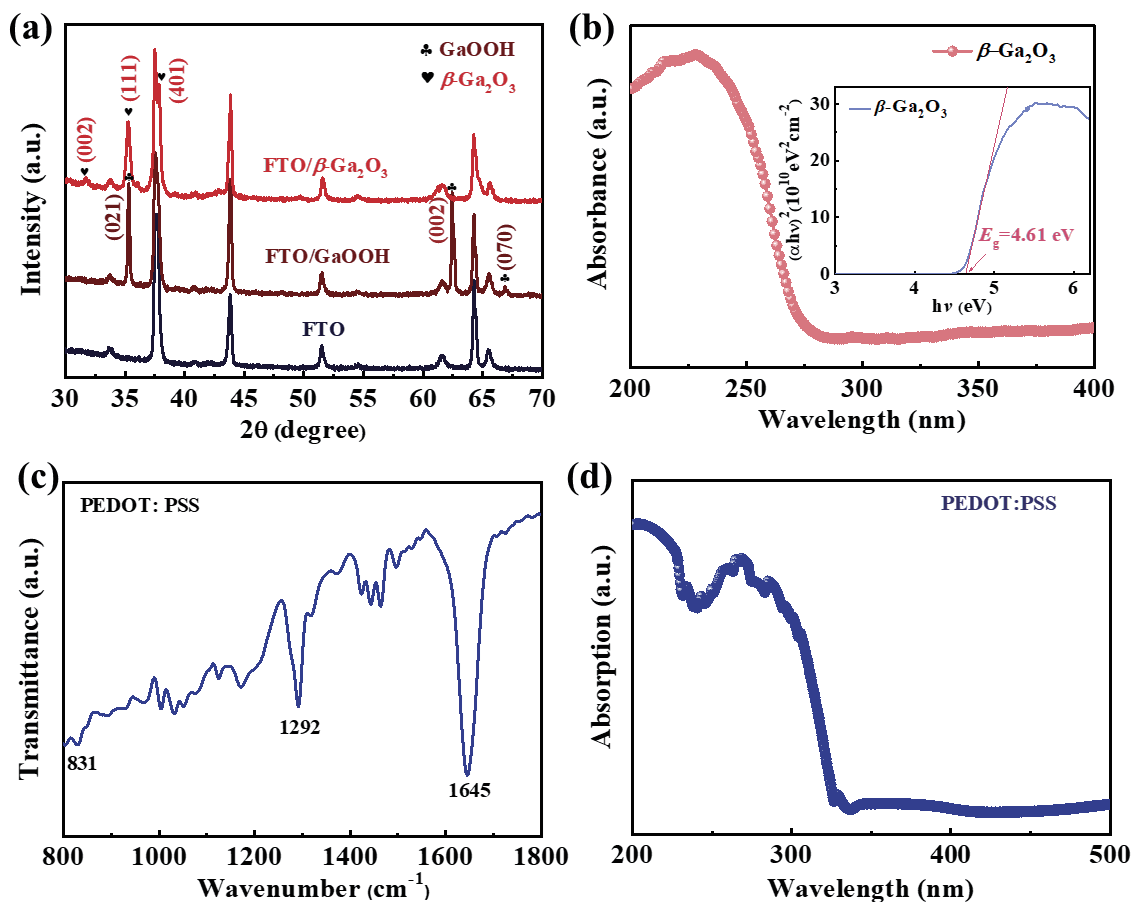 (a)
♣ GaOOH
♥ β-Ga₂O₃
(002)
(111)
(401)
FTO/β-Ga₂O₃
(021)
(002)
(070)
FTO/GaOOH
FTO
Intensity (a.u.)
30 35 40 45 50 55 60 65 70
2θ (degree)
(b)
β-Ga₂O₃
β-Ga₂O₃
30
20
10
0
(αhν)² (10¹⁰ eV²cm⁻²)
E_g=4.61 eV
3 4 5 6
hν (eV)
Absorbance (a.u.)
200 250 300 350 400
Wavelength (nm)
(c)
PEDOT: PSS
831
1292
1645
Transmittance (a.u.)
800 1000 1200 1400 1600 1800
Wavenumber (cm⁻¹)
(d)
PEDOT:PSS
Absorption (a.u.)
200 300 400 500
Wavelength (nm)